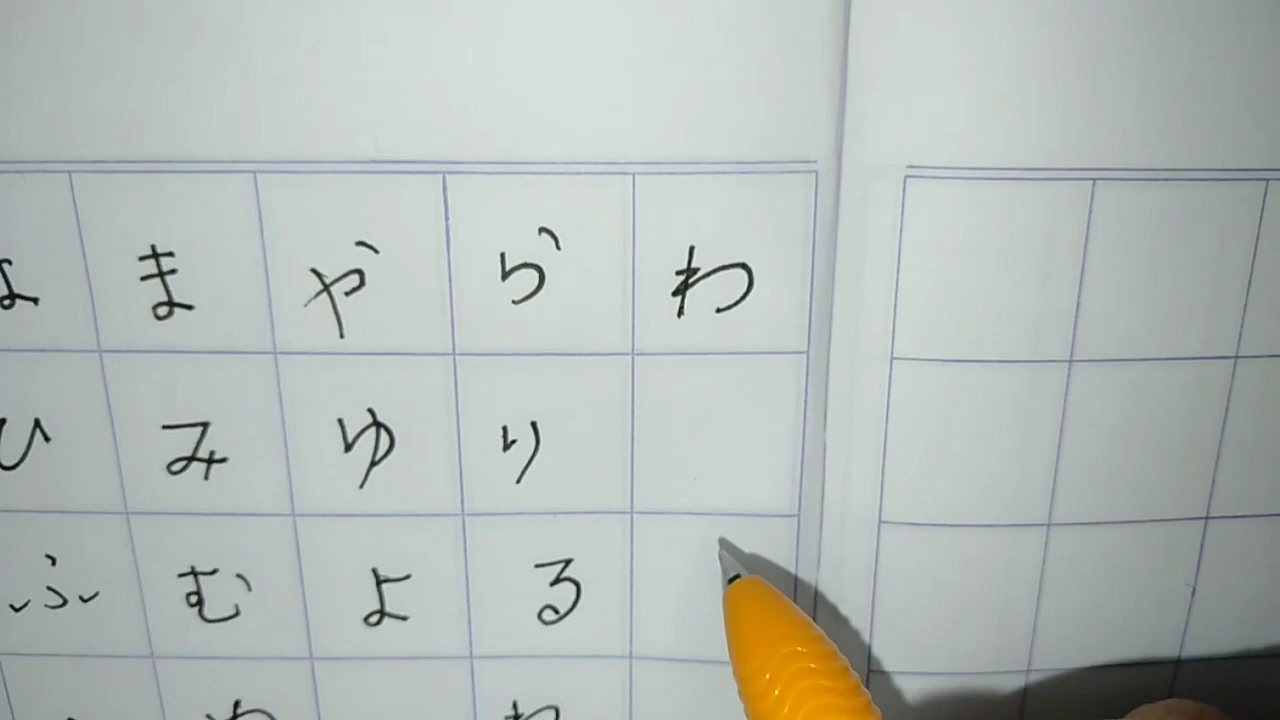 ま や ら わ
ひ み ゆ り
ふ む よ る